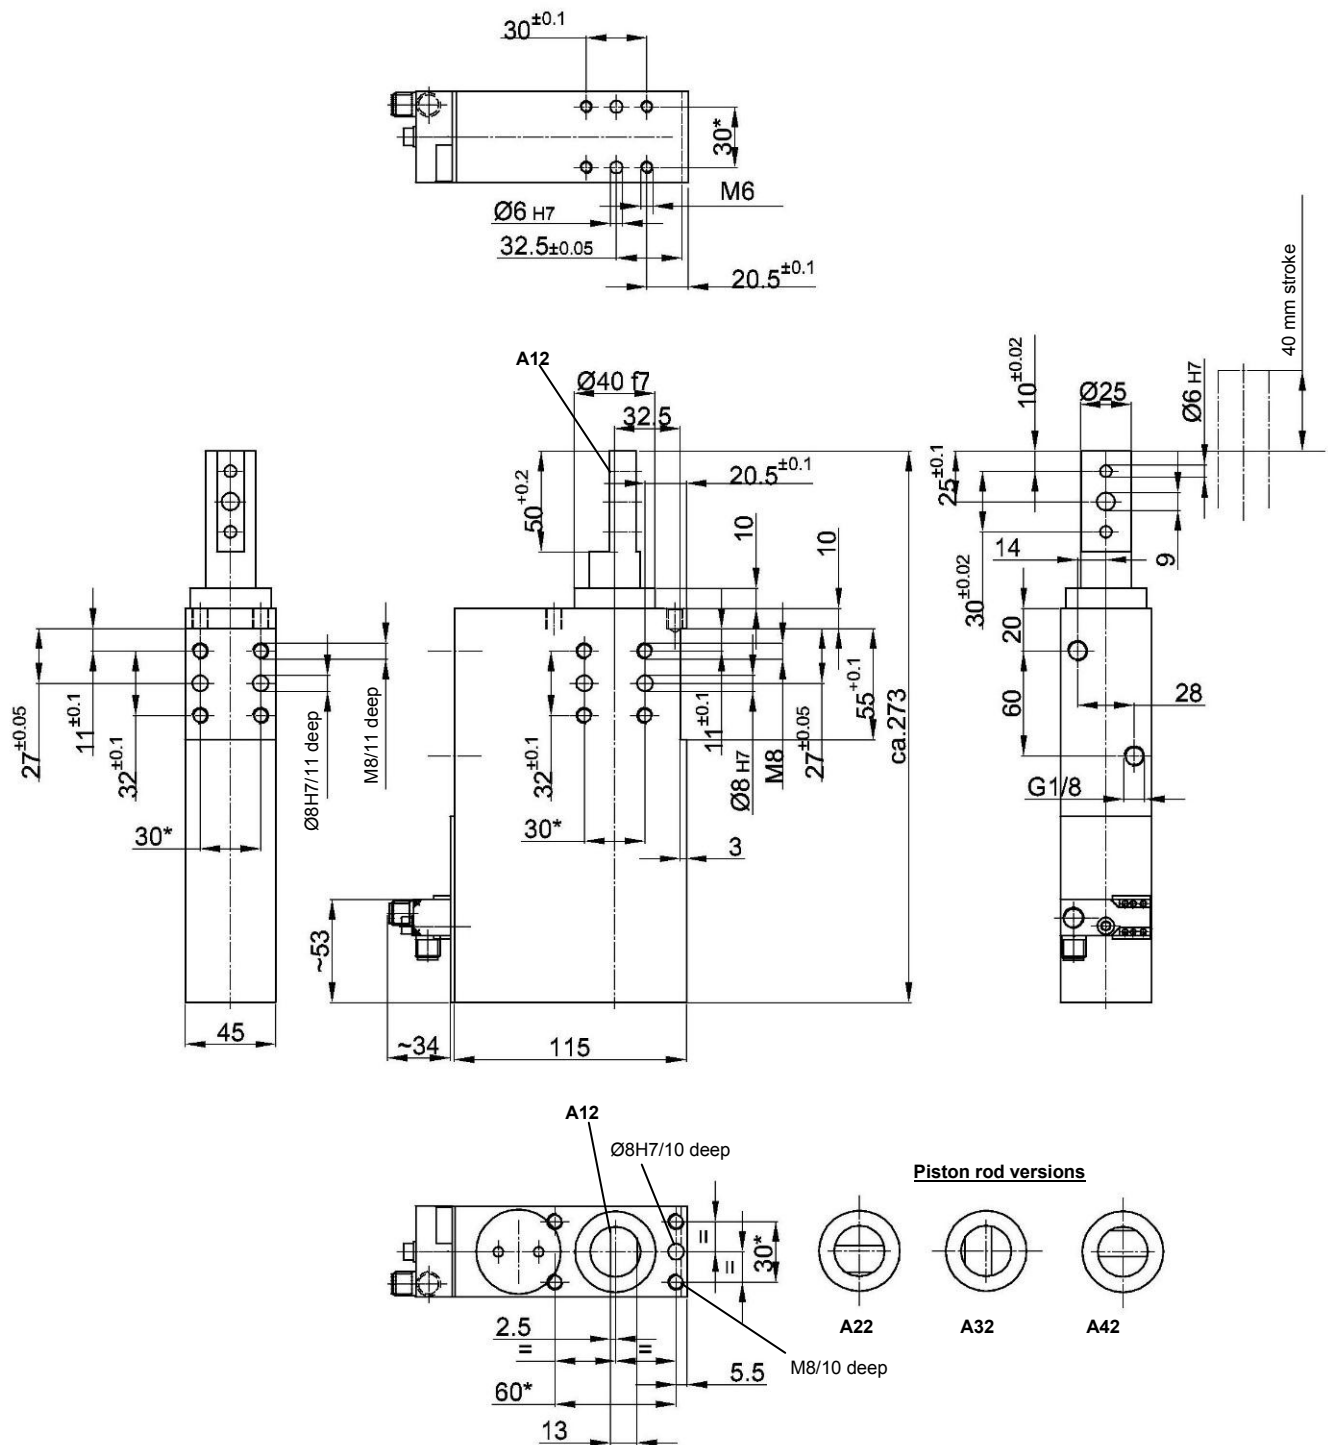 30±0.1
30*
M6
Ø6 H7
32.5±0.05
20.5±0.1
40 mm stroke
A12
Ø40 f7
32.5
20.5±0.1
50+0.2
10
10
10±0.02
Ø25
Ø6 H7
25±0.1
14
9
30±0.02
20
60
28
G1/8
27±0.05
11±0.1
32±0.1
Ø8H7/11 deep
M8/11 deep
30*
32±0.1
30*
11±0.1
Ø8 H7
M8
27±0.05
55+0.1
3
ca.273
~53
45
~34
115
A12
Ø8H7/10 deep
Piston rod versions
=
=
30*
2.5
=
=
5.5
M8/10 deep
60*
13
A22
A32
A42